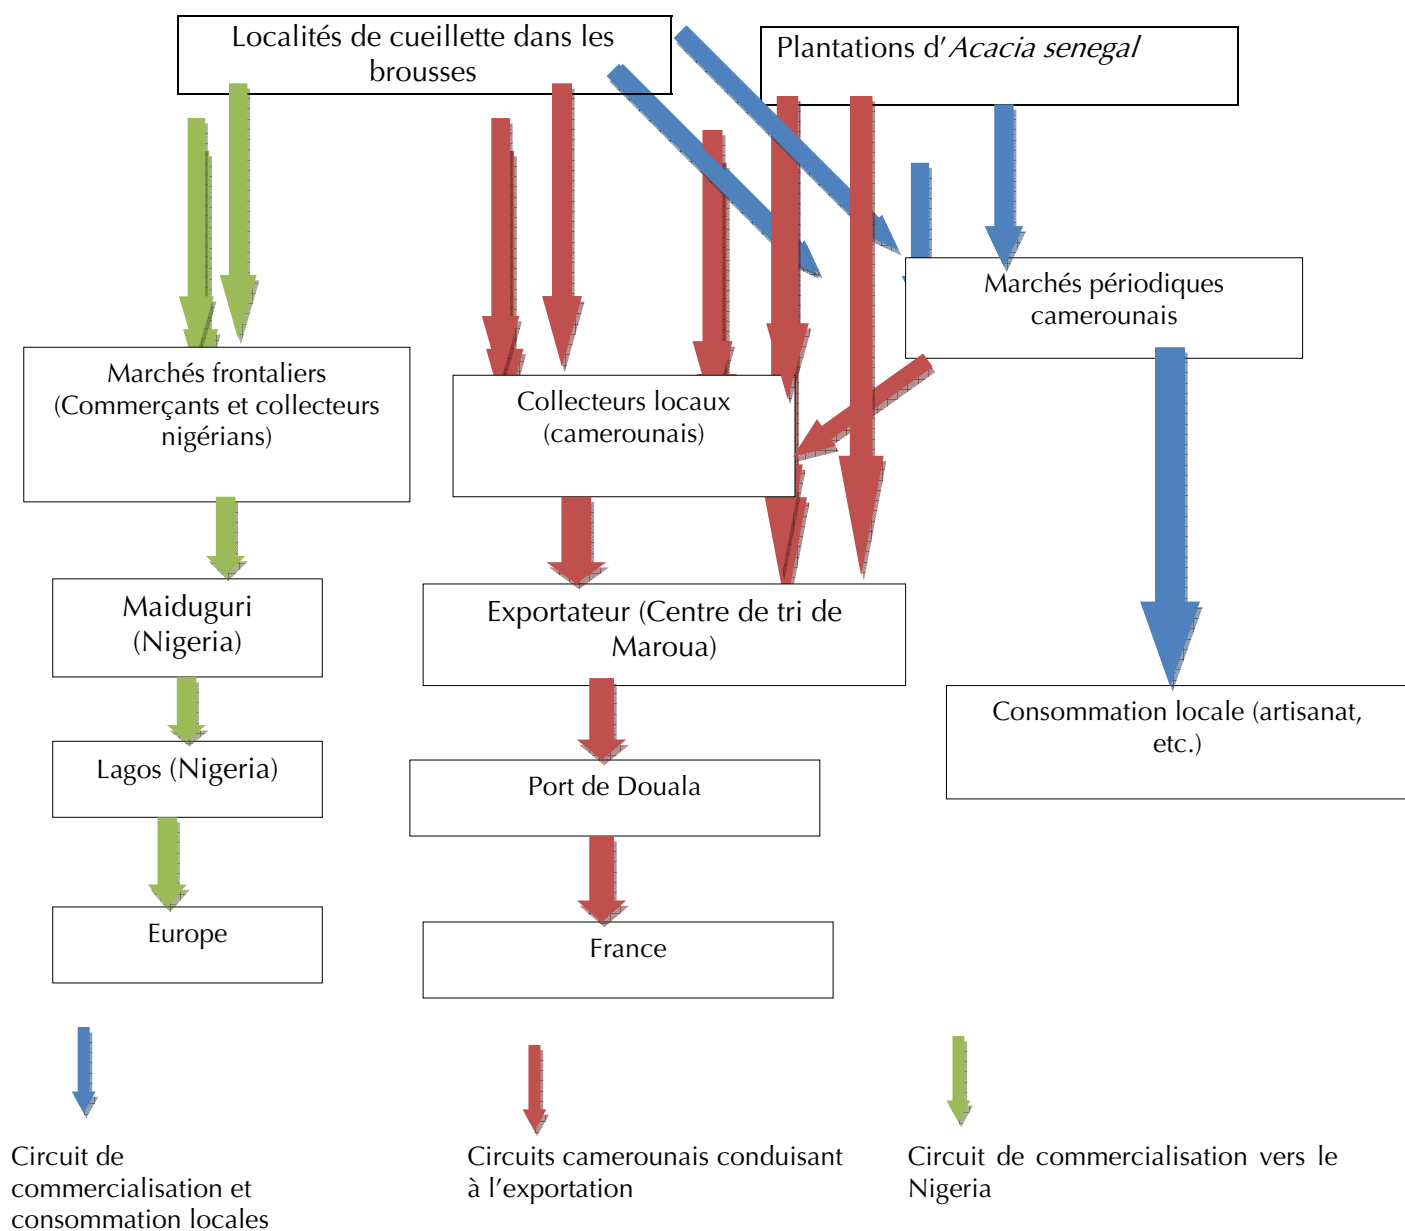 Localités de cueillette dans les
brousses
Plantations d’Acacia senegal
Marchés périodiques
camerounais
Marchés frontaliers
(Commerçants et collecteurs
nigérians)
Collecteurs locaux
(camerounais)
Maiduguri
(Nigeria)
Exportateur (Centre de tri de
Maroua)
Consommation locale (artisanat,
etc.)
Lagos (Nigeria)
Port de Douala
Europe
France
Circuit de
commercialisation et
consommation locales
Circuits camerounais conduisant
à l’exportation
Circuit de commercialisation vers le
Nigeria